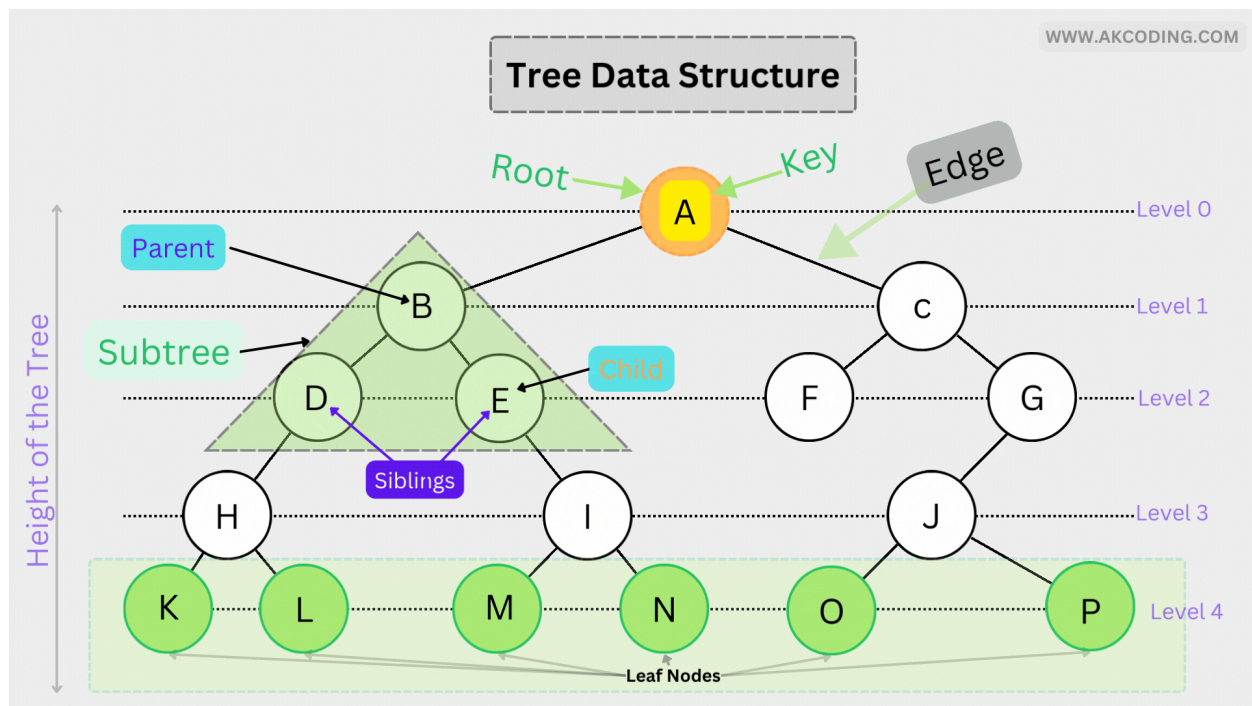 WWW.AKCODING.COM
Tree Data Structure
Root
Key
Edge
A
Level 0
Parent
B
c
Level 1
Subtree
Child
D
E
F
G
Level 2
Siblings
H
I
J
Level 3
Height of the Tree
K
L
M
N
O
P
Level 4
Leaf Nodes